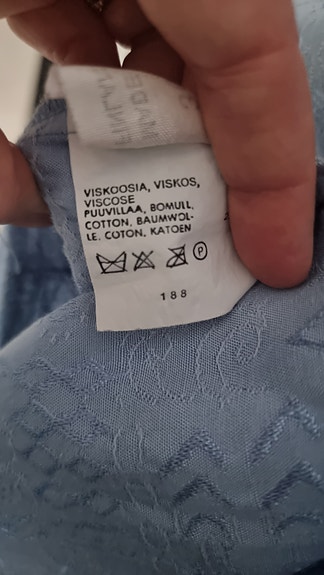 VISKOOSIA, VISKOS,
VISCOSE
PUUVILLAA, BOMULL,
COTTON, BAUMWOL-
LE, COTON, KATOEN
P
188